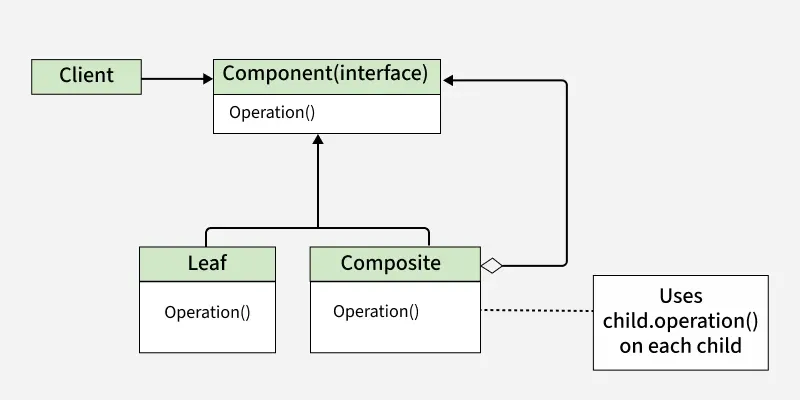 Client
Component(interface)
Operation()
Leaf
Composite
Operation()
Operation()
Uses
child.operation()
on each child